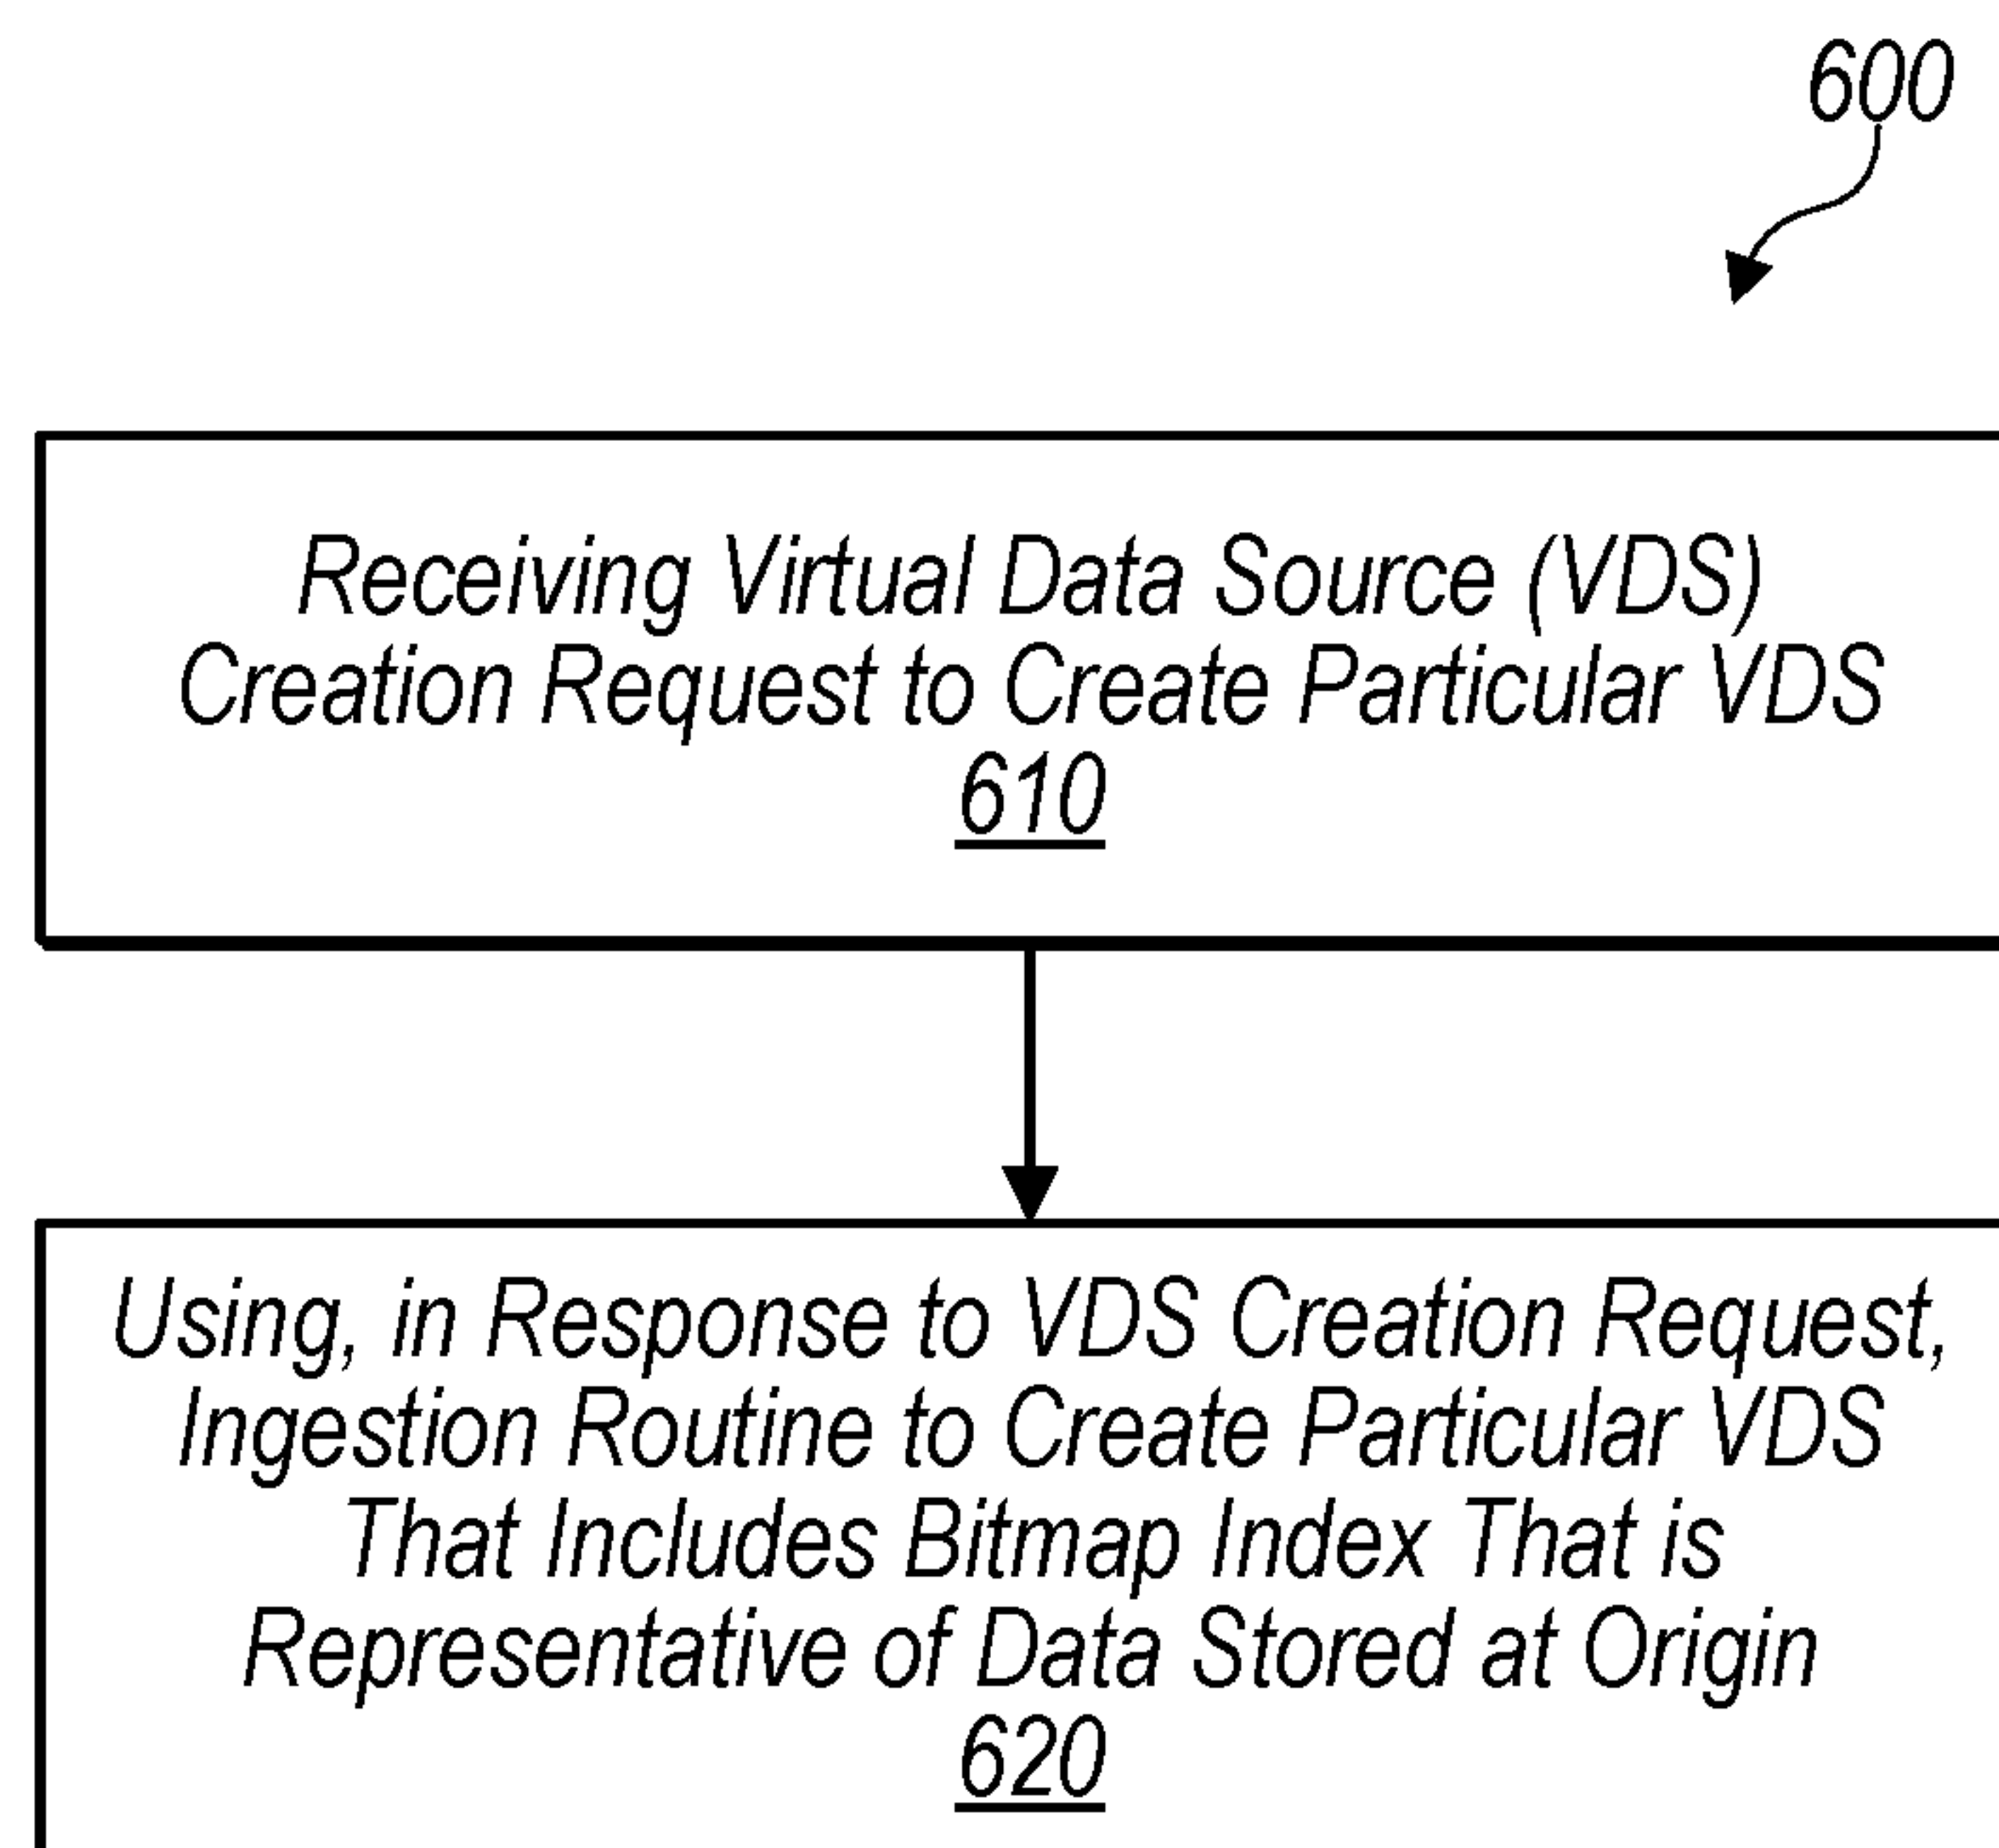 600
Receiving Virtual Data Source (VDS)
Creation Request to Create Particular VDS
610
Using, in Response to VDS Creation Request,
Ingestion Routine to Create Particular VDS
That Includes Bitmap Index That is
Representative of Data Stored at Origin
620